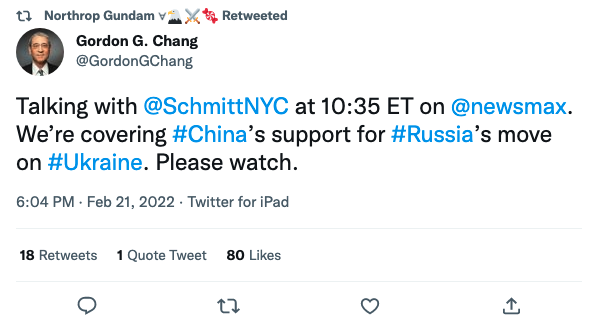 Northrop Gundam ∀🦅⚔️🇭🇰 Retweeted
Gordon G. Chang
@GordonGChang
Talking with @SchmittNYC at 10:35 ET on @newsmax.
We’re covering #China’s support for #Russia’s move
on #Ukraine. Please watch.
6:04 PM · Feb 21, 2022 · Twitter for iPad
18 Retweets 1 Quote Tweet 80 Likes